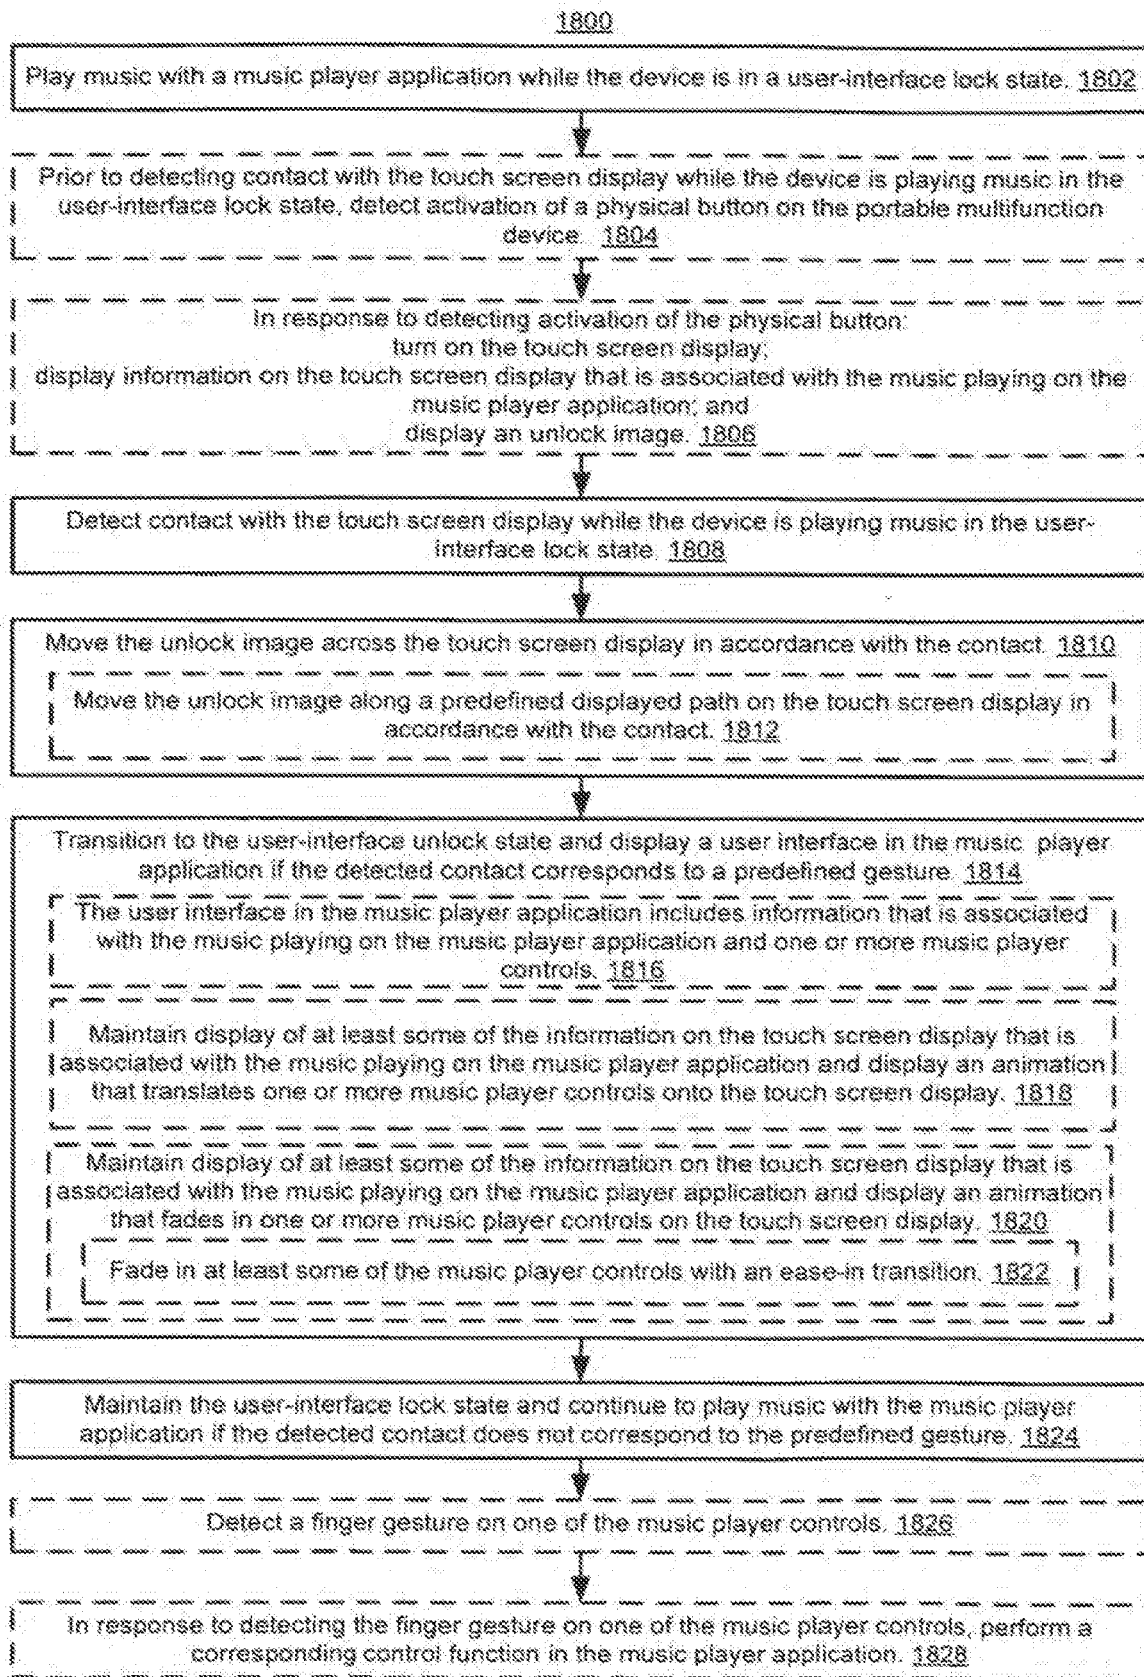 1800
Play music with a music player application while the device is in a user-interface lock state. 1802
Prior to detecting contact with the touch screen display while the device is playing music in the
user-interface lock state, detect activation of a physical button on the portable multifunction
device. 1804
In response to detecting activation of the physical button:
turn on the touch screen display;
display information on the touch screen display that is associated with the music playing on the
music player application; and
display an unlock image. 1806
Detect contact with the touch screen display while the device is playing music in the user-
interface lock state. 1808
Move the unlock image across the touch screen display in accordance with the contact. 1810
Move the unlock image along a predefined displayed path on the touch screen display in
accordance with the contact. 1812
Transition to the user-interface unlock state and display a user interface in the music player
application if the detected contact corresponds to a predefined gesture. 1814
The user interface in the music player application includes information that is associated
with the music playing on the music player application and one or more music player
controls. 1816
Maintain display of at least some of the information on the touch screen display that is
associated with the music playing on the music player application and display an animation
that translates one or more music player controls onto the touch screen display. 1818
Maintain display of at least some of the information on the touch screen display that is
associated with the music playing on the music player application and display an animation
that fades in one or more music player controls on the touch screen display. 1820
Fade in at least some of the music player controls with an ease-in transition. 1822
Maintain the user-interface lock state and continue to play music with the music player
application if the detected contact does not correspond to the predefined gesture. 1824
Detect a finger gesture on one of the music player controls. 1826
In response to detecting the finger gesture on one of the music player controls, perform a
corresponding control function in the music player application. 1828